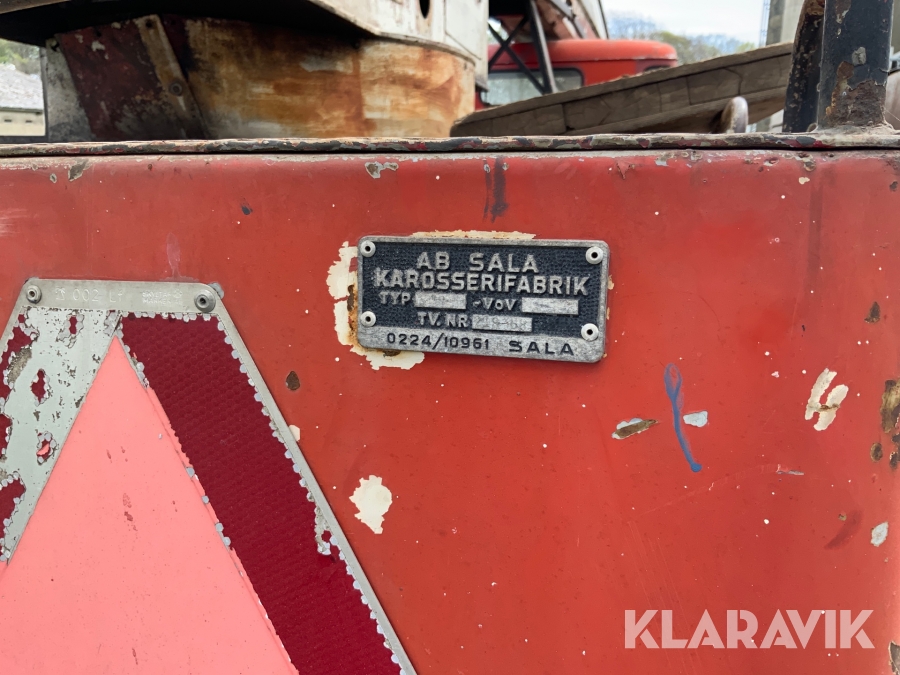 AB SALA
KAROSSERIFABRIK
TYP -VoV
TV. NR
0224/10961 SALA
KLARAVIK